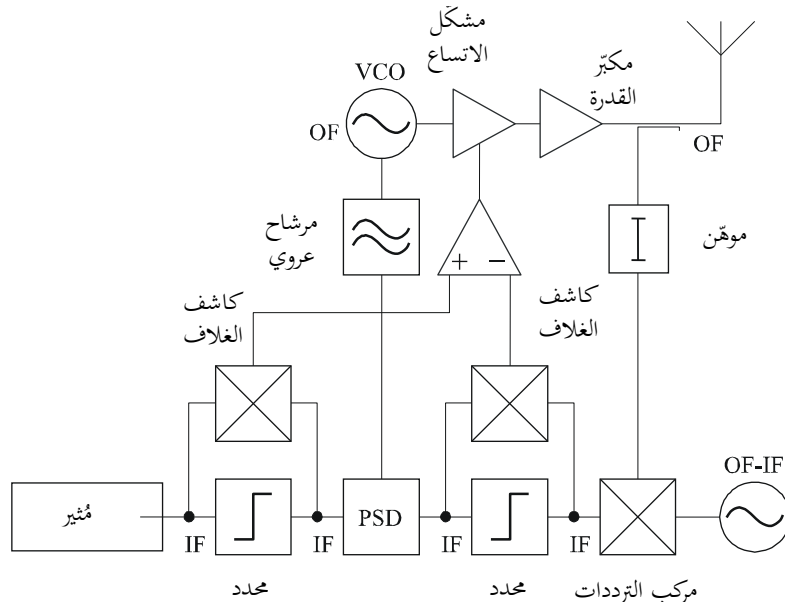 مشكّل
الاتساع
VCO
مكبّر
القدرة
OF
OF
مرشاح
عروي
+
−
موهّن
كاشف
الغلاف
كاشف
الغلاف
OF-IF
مُثير
PSD
IF
IF
IF
IF
محدد
محدد
مركب الترددات